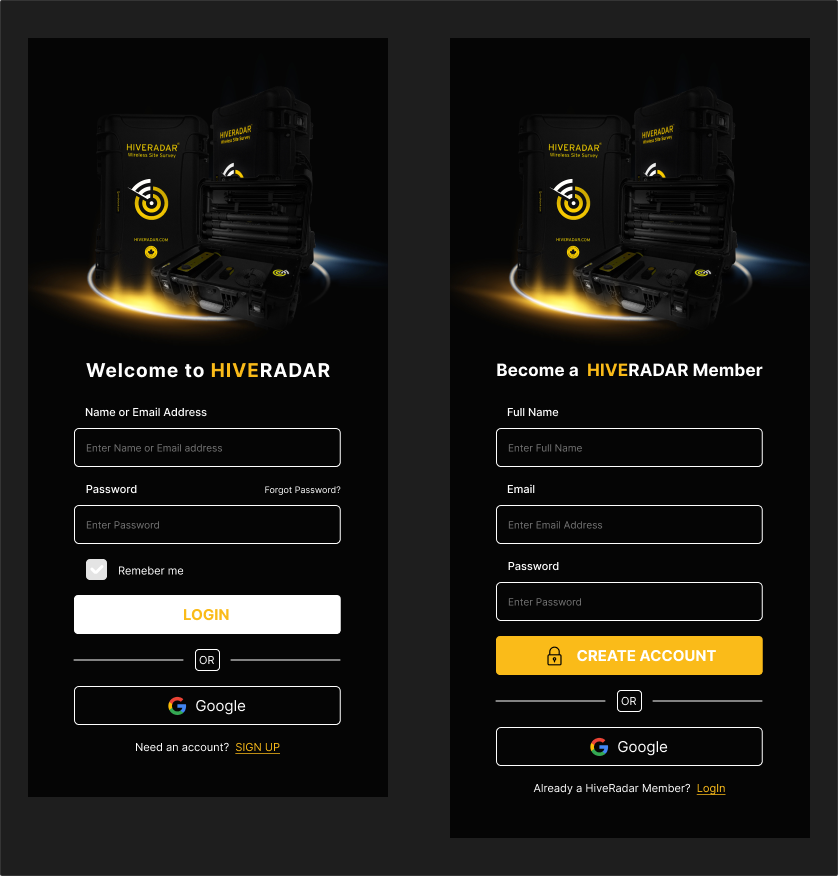 HIVERADAR
Wireless Site Survey
HIVERADAR.COM
HIVERADAR
Wireless Site Survey
Welcome to HIVERADAR
Name or Email Address
Enter Name or Email address
Password
Forgot Password?
Enter Password
Remeber me
LOGIN
OR
Google
Need an account? SIGN UP
HIVERADAR
Wireless Site Survey
HIVERADAR.COM
HIVERADAR
Wireless Site Survey
Become a HIVERADAR Member
Full Name
Enter Full Name
Email
Enter Email Address
Password
Enter Password
CREATE ACCOUNT
OR
Google
Already a HiveRadar Member? LogIn